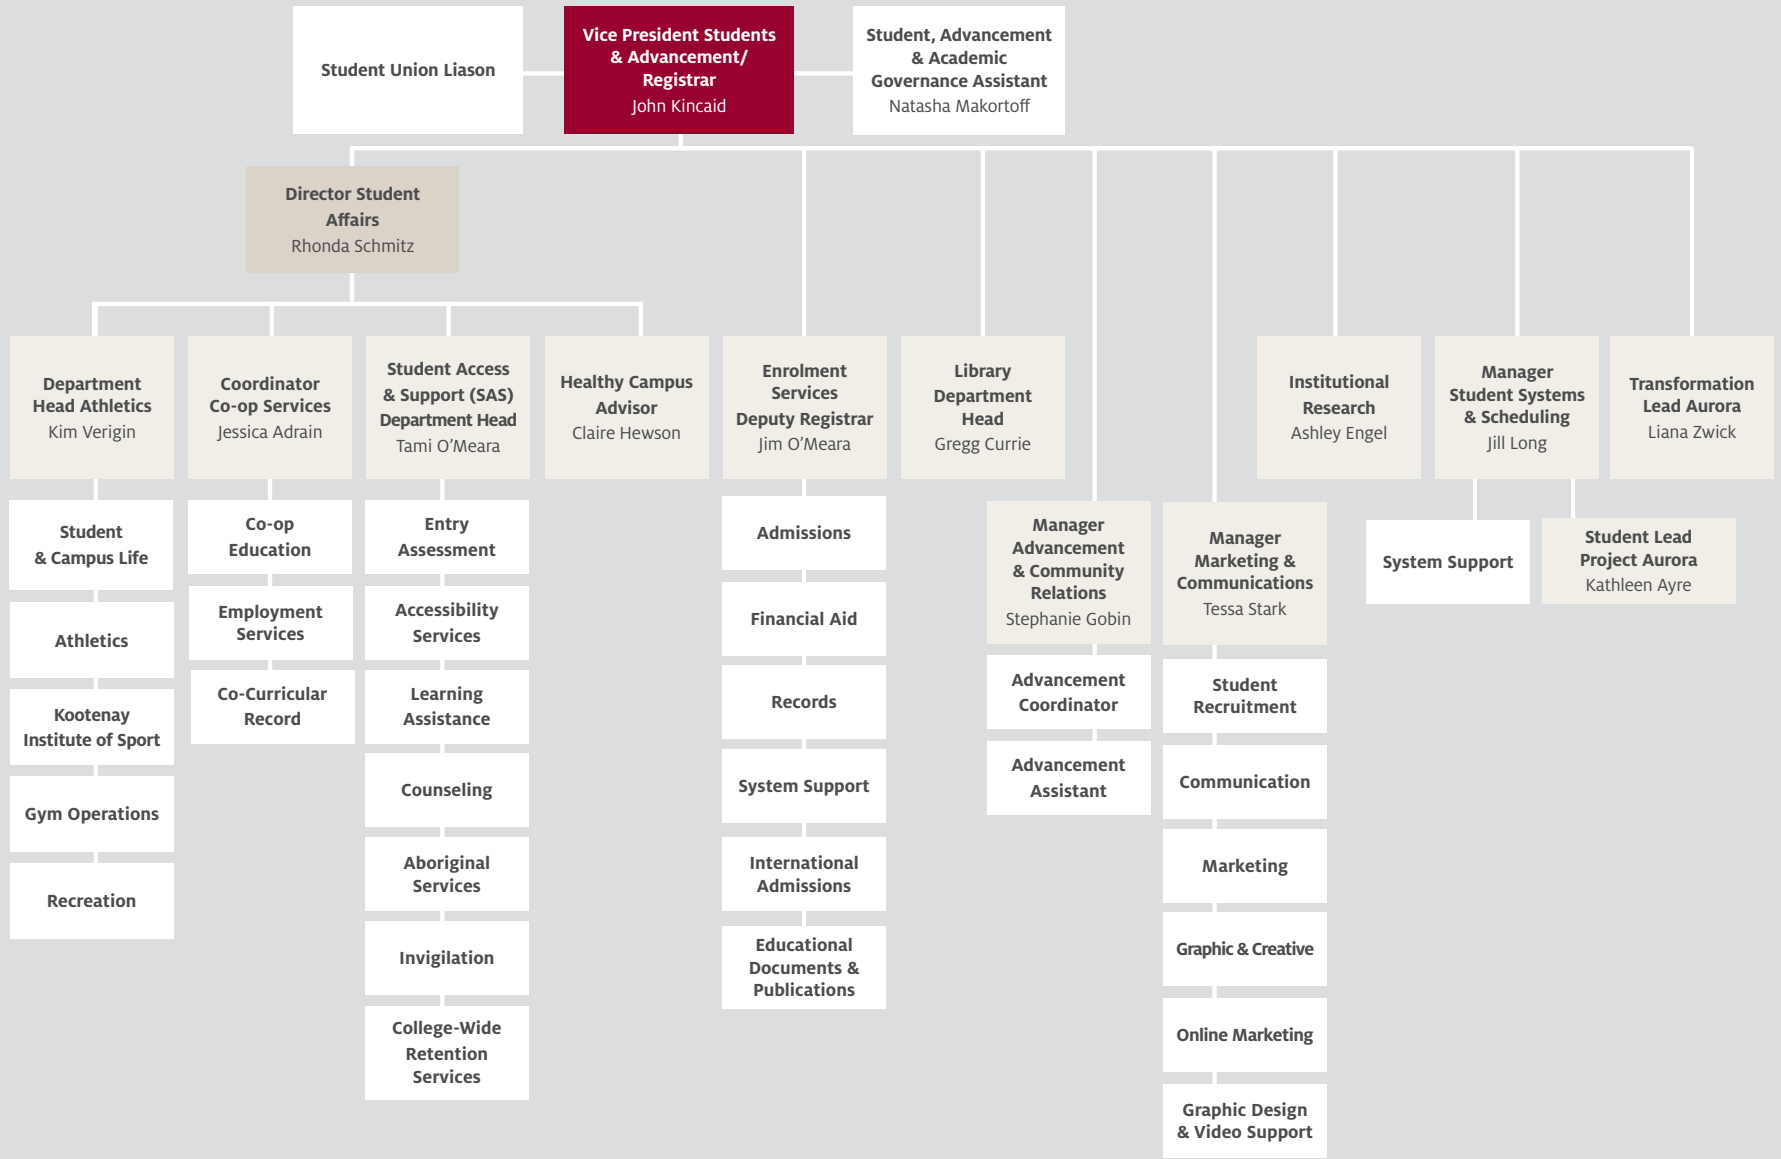 Student Union Liason
Vice President Students
& Advancement/
Registrar
John Kincaid
Student, Advancement
& Academic
Governance Assistant
Natasha Makortoff
Director Student
Affairs
Rhonda Schmitz
Department
Head Athletics
Kim Verigin
Coordinator
Co-op Services
Jessica Adrain
Student Access
& Support (SAS)
Department Head
Tami O'Meara
Healthy Campus
Advisor
Claire Hewson
Enrolment
Services
Deputy Registrar
Jim O'Meara
Library
Department
Head
Gregg Currie
Institutional
Research
Ashley Engel
Manager
Student Systems
& Scheduling
Jill Long
Transformation
Lead Aurora
Liana Zwick
Student
& Campus Life
Athletics
Kootenay
Institute of Sport
Gym Operations
Recreation
Co-op
Education
Employment
Services
Co-Curricular
Record
Entry
Assessment
Accessibility
Services
Learning
Assistance
Counseling
Aboriginal
Services
Invigilation
College-Wide
Retention
Services
Admissions
Financial Aid
Records
System Support
International
Admissions
Educational
Documents &
Publications
Manager
Advancement
& Community
Relations
Stephanie Gobin
Advancement
Coordinator
Advancement
Assistant
Manager
Marketing &
Communications
Tessa Stark
Student
Recruitment
Communication
Marketing
Graphic & Creative
Online Marketing
Graphic Design
& Video Support
System Support
Student Lead
Project Aurora
Kathleen Ayre